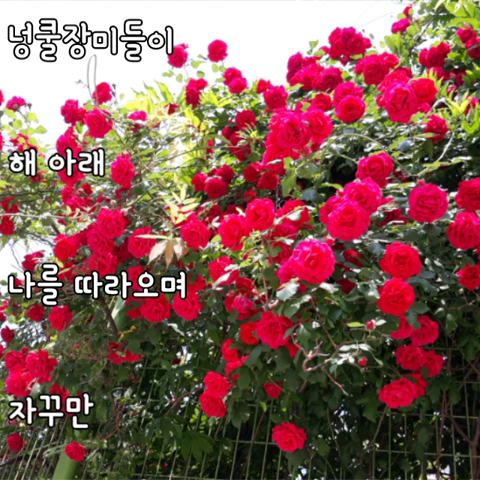 넝쿨장미들이
해 아래
나를 따라오며
자꾸만